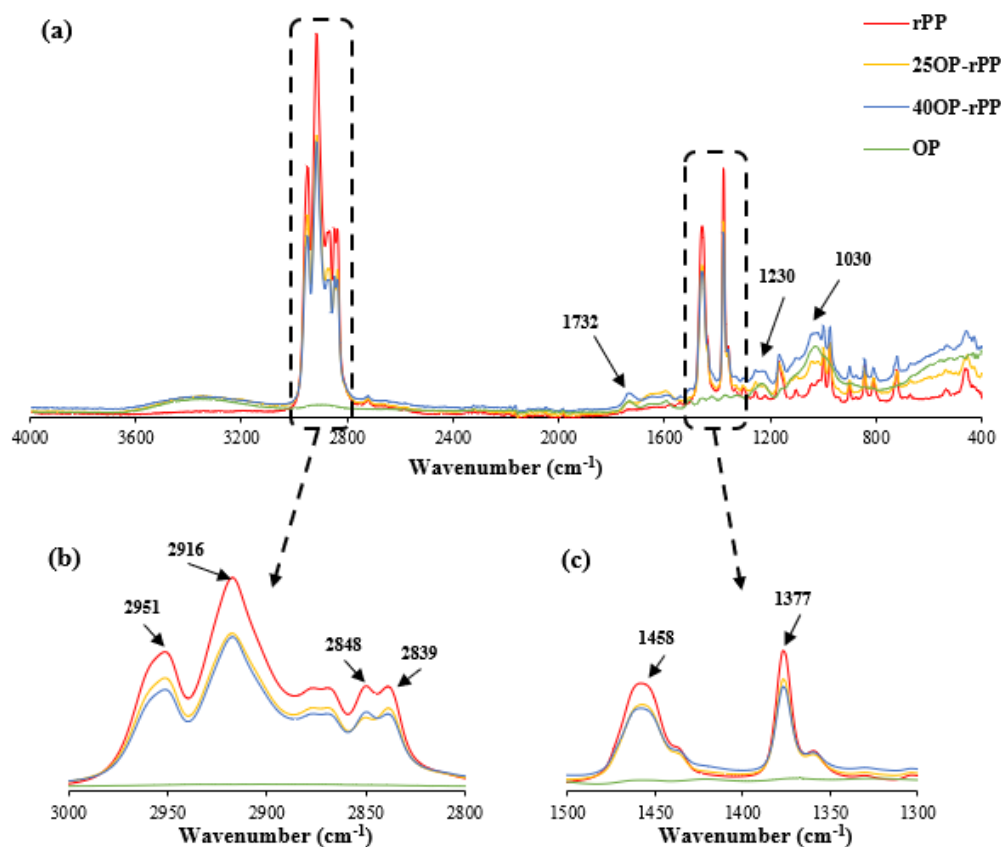 (a)
rPP
25OP-rPP
40OP-rPP
OP
1732
1230
1030
4000 3600 3200 2800 2400 2000 1600 1200 800 400
Wavenumber (cm-1)
(b)
2916
2951
2848
2839
3000 2950 2900 2850 2800
Wavenumber (cm-1)
(c)
1377
1458
1500 1450 1400 1350 1300
Wavenumber (cm-1)